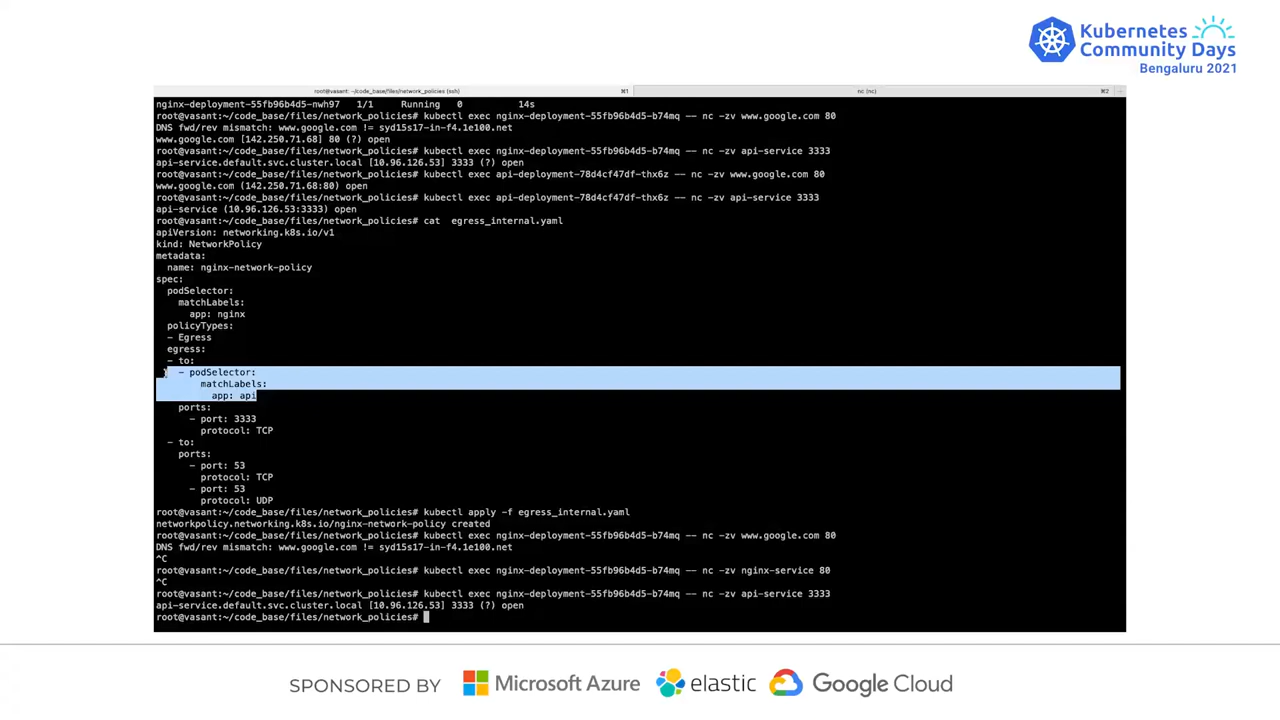 Kubernetes
Community Days
Bengaluru 2021
root@vasant: ~/code_base/files/network_policies (ssh)
⌘1
nc (nc)
⌘2
nginx-deployment-55fb96b4d5-nwh97   1/1     Running   0          14s
root@vasant:~/code_base/files/network_policies# kubectl exec nginx-deployment-55fb96b4d5-b74mq -- nc -zv www.google.com 80
DNS fwd/rev mismatch: www.google.com != syd15s17-in-f4.1e100.net
www.google.com [142.250.71.68] 80 (?) open
root@vasant:~/code_base/files/network_policies# kubectl exec nginx-deployment-55fb96b4d5-b74mq -- nc -zv api-service 3333
api-service.default.svc.cluster.local [10.96.126.53] 3333 (?) open
root@vasant:~/code_base/files/network_policies# kubectl exec api-deployment-78d4cf47df-thx6z -- nc -zv www.google.com 80
www.google.com (142.250.71.68:80) open
root@vasant:~/code_base/files/network_policies# kubectl exec api-deployment-78d4cf47df-thx6z -- nc -zv api-service 3333
api-service (10.96.126.53:3333) open
root@vasant:~/code_base/files/network_policies# cat  egress_internal.yaml
apiVersion: networking.k8s.io/v1
kind: NetworkPolicy
metadata:
  name: nginx-network-policy
spec:
  podSelector:
    matchLabels:
      app: nginx
  policyTypes:
  - Egress
  egress:
  - to:
    - podSelector:
        matchLabels:
          app: api
    ports:
      - port: 3333
        protocol: TCP
  - to:
    ports:
      - port: 53
        protocol: TCP
      - port: 53
        protocol: UDP
root@vasant:~/code_base/files/network_policies# kubectl apply -f egress_internal.yaml
networkpolicy.networking.k8s.io/nginx-network-policy created
root@vasant:~/code_base/files/network_policies# kubectl exec nginx-deployment-55fb96b4d5-b74mq -- nc -zv www.google.com 80
DNS fwd/rev mismatch: www.google.com != syd15s17-in-f4.1e100.net
^C
root@vasant:~/code_base/files/network_policies# kubectl exec nginx-deployment-55fb96b4d5-b74mq -- nc -zv nginx-service 80
^C
root@vasant:~/code_base/files/network_policies# kubectl exec nginx-deployment-55fb96b4d5-b74mq -- nc -zv api-service 3333
api-service.default.svc.cluster.local [10.96.126.53] 3333 (?) open
root@vasant:~/code_base/files/network_policies#
SPONSORED BY Microsoft Azure elastic Google Cloud